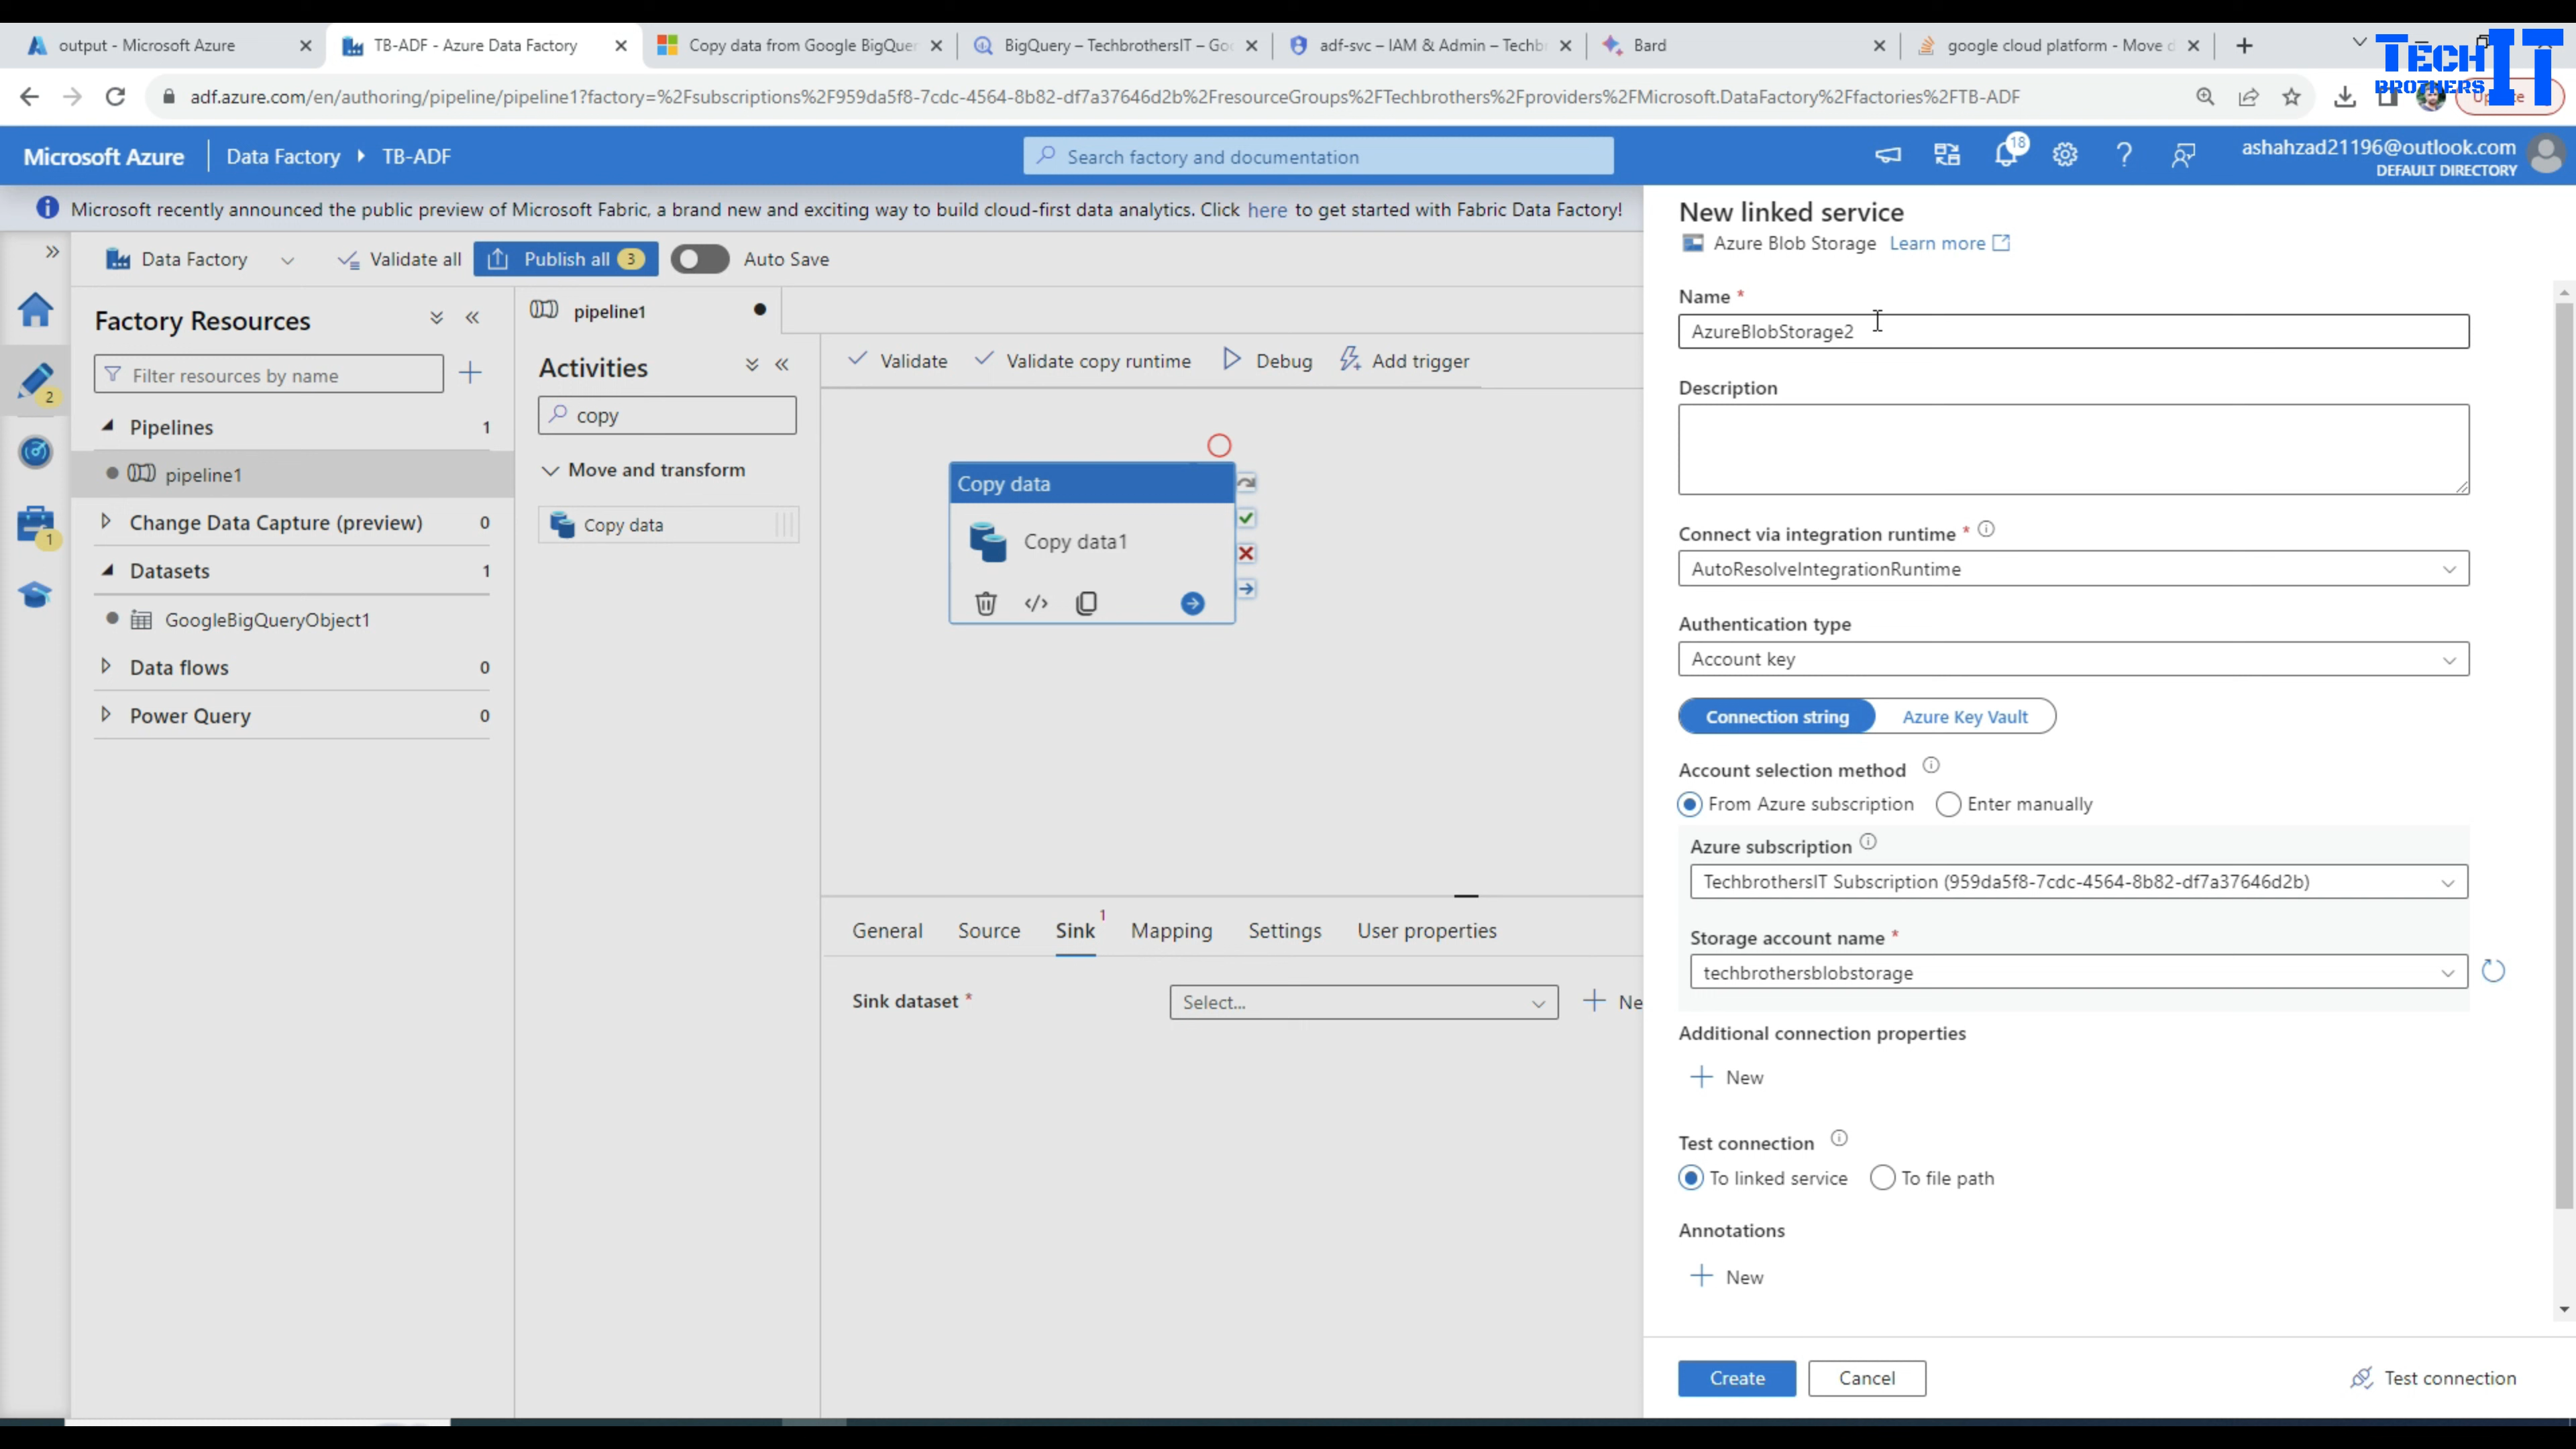 output - Microsoft Azure
TB-ADF - Azure Data Factory
Copy data from Google BigQuer
BigQuery – TechbrothersIT – Go
adf-svc – IAM & Admin – Techb
Bard
google cloud platform - Move d
TECH IT
BROTHERS
adf.azure.com/en/authoring/pipeline/pipeline1?factory=%2Fsubscriptions%2F959da5f8-7cdc-4564-8b82-df7a37646d2b%2FresourceGroups%2FTechbrothers%2Fproviders%2FMicrosoft.DataFactory%2Ffactories%2FTB-ADF
Microsoft Azure
Data Factory
TB-ADF
Search factory and documentation
18
ashahzad21196@outlook.com
DEFAULT DIRECTORY
Microsoft recently announced the public preview of Microsoft Fabric, a brand new and exciting way to build cloud-first data analytics. Click here to get started with Fabric Data Factory!
Data Factory
Validate all
Publish all 3
Auto Save
2
1
Factory Resources
Filter resources by name
Pipelines 1
pipeline1
Change Data Capture (preview) 0
Datasets 1
GoogleBigQueryObject1
Data flows 0
Power Query 0
pipeline1
Activities
copy
Move and transform
Copy data
Validate
Validate copy runtime
Debug
Add trigger
Copy data
Copy data1
General
Source
Sink 1
Mapping
Settings
User properties
Sink dataset *
Select...
Ne
New linked service
Azure Blob Storage Learn more
Name *
AzureBlobStorage2
Description
Connect via integration runtime *
AutoResolveIntegrationRuntime
Authentication type
Account key
Connection string
Azure Key Vault
Account selection method
From Azure subscription
Enter manually
Azure subscription
TechbrothersIT Subscription (959da5f8-7cdc-4564-8b82-df7a37646d2b)
Storage account name *
techbrothersblobstorage
Additional connection properties
New
Test connection
To linked service
To file path
Annotations
New
Create
Cancel
Test connection